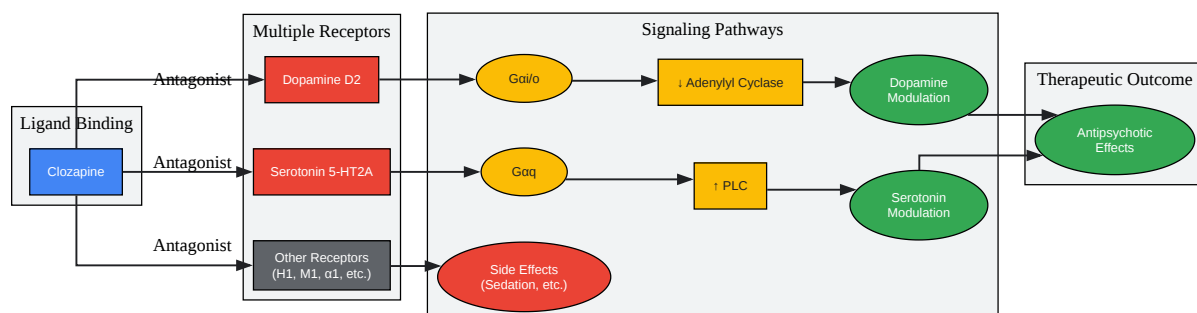 Multiple Receptors
Signaling Pathways
Antagonist
Dopamine D2
Gαi/o
↓ Adenylyl Cyclase
Dopamine
Modulation
Therapeutic Outcome
Ligand Binding
Antipsychotic
Effects
Clozapine
Antagonist
Serotonin 5-HT2A
Gαq
↑ PLC
Serotonin
Modulation
Antagonist
Other Receptors
(H1, M1, α1, etc.)
Side Effects
(Sedation, etc.)